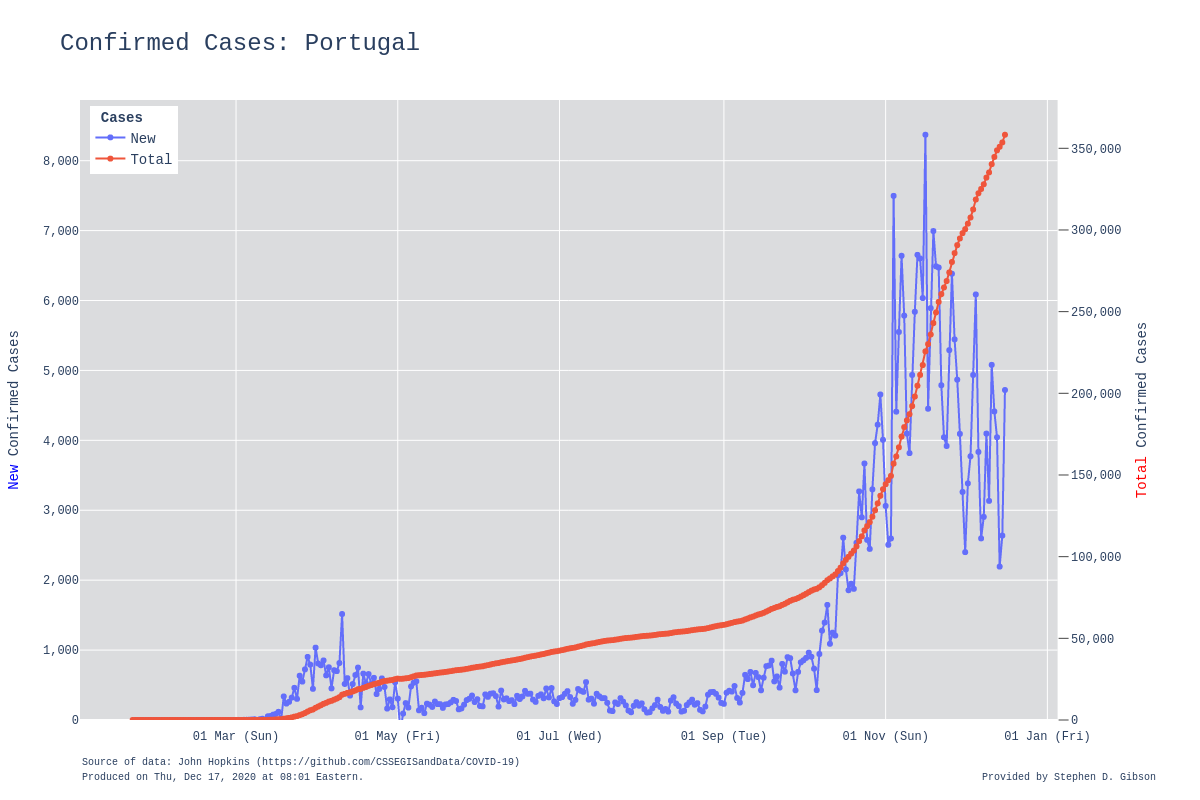 Confirmed Cases: Portugal
Cases
New
Total
8,000
7,000
6,000
5,000
4,000
3,000
2,000
1,000
0
350,000
300,000
250,000
200,000
150,000
100,000
50,000
0
New Confirmed Cases
Total Confirmed Cases
01 Mar (Sun)
01 May (Fri)
01 Jul (Wed)
01 Sep (Tue)
01 Nov (Sun)
01 Jan (Fri)
Source of data: John Hopkins (https://github.com/CSSEGISandData/COVID-19)
Produced on Thu, Dec 17, 2020 at 08:01 Eastern.
Provided by Stephen D. Gibson